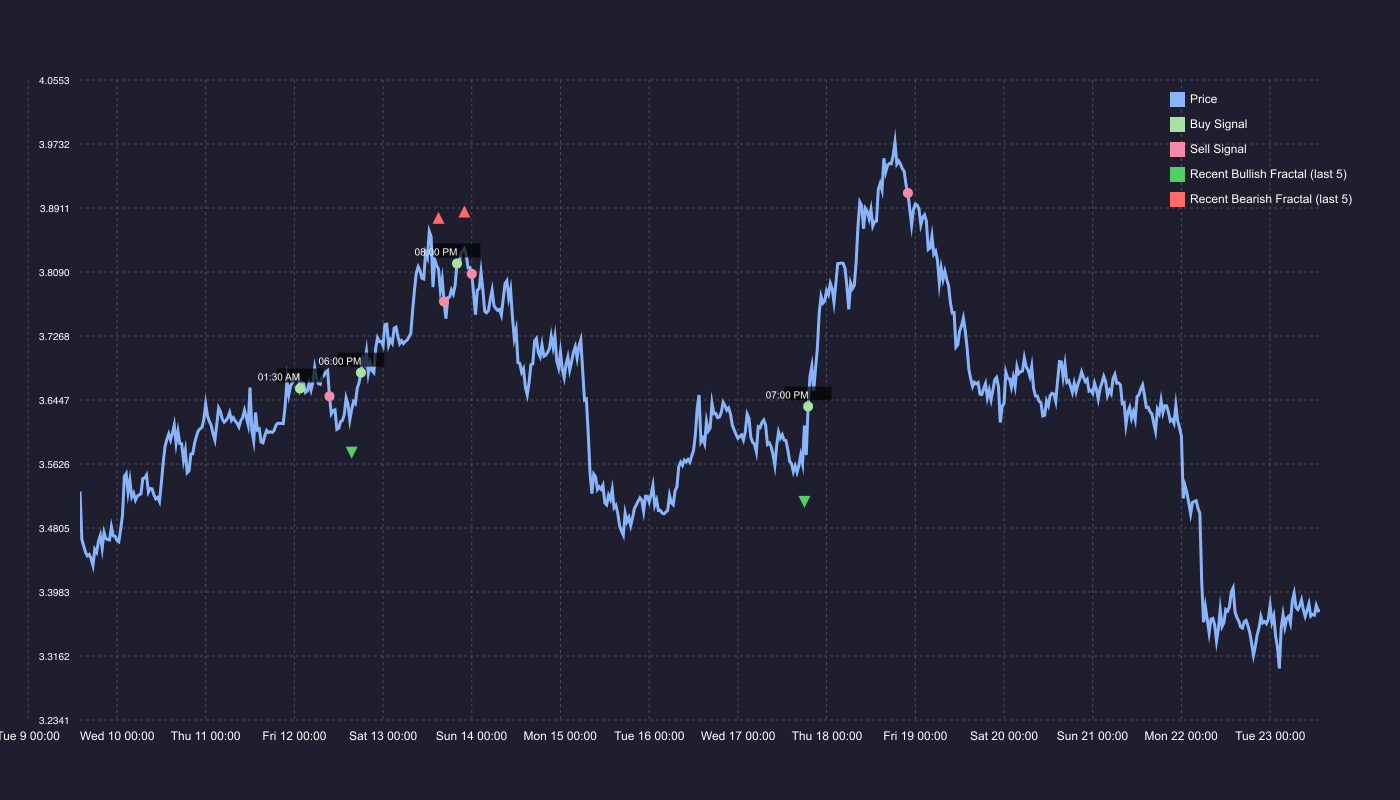 4.0553
3.9732
3.8911
3.8090
3.7268
3.6447
3.5626
3.4805
3.3983
3.3162
3.2341
Price
Buy Signal
Sell Signal
Recent Bullish Fractal (last 5)
Recent Bearish Fractal (last 5)
08:00 PM
06:00 PM
01:30 AM
07:00 PM
Tue 9 00:00 Wed 10 00:00 Thu 11 00:00 Fri 12 00:00 Sat 13 00:00 Sun 14 00:00 Mon 15 00:00 Tue 16 00:00 Wed 17 00:00 Thu 18 00:00 Fri 19 00:00 Sat 20 00:00 Sun 21 00:00 Mon 22 00:00 Tue 23 00:00